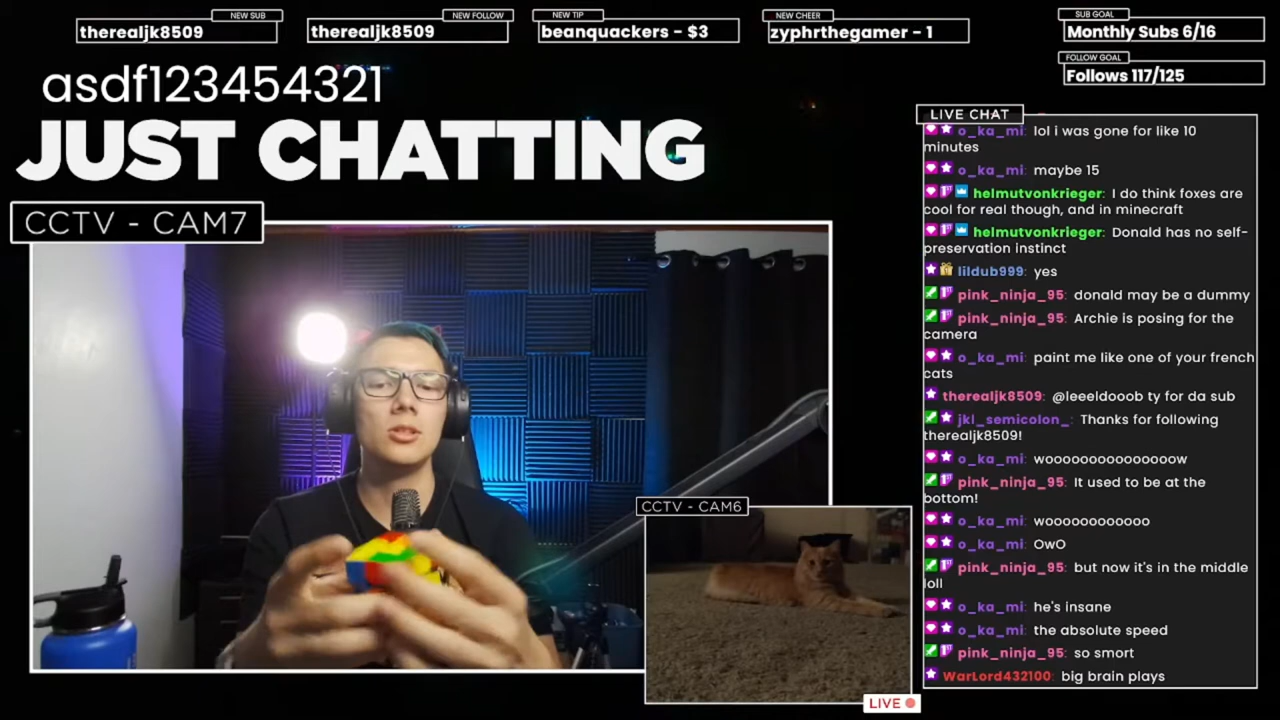 NEW SUB
therealjk8509
NEW FOLLOW
therealjk8509
NEW TIP
beanquackers - $3
NEW CHEER
zyphrthegamer - 1
SUB GOAL
Monthly Subs 6/16
FOLLOW GOAL
Follows 117/125
asdf123454321
JUST CHATTING
CCTV - CAM7
CCTV - CAM6
LIVE
LIVE CHAT
o_ka_mi: lol i was gone for like 10
minutes
o_ka_mi: maybe 15
helmutvonkrieger: I do think foxes are
cool for real though, and in minecraft
helmutvonkrieger: Donald has no self-
preservation instinct
lildub999: yes
pink_ninja_95: donald may be a dummy
pink_ninja_95: Archie is posing for the
camera
o_ka_mi: paint me like one of your french
cats
therealjk8509: @leeeldooob ty for da sub
jkl_semicolon_: Thanks for following
therealjk8509!
o_ka_mi: woooooooooooooow
pink_ninja_95: It used to be at the
bottom!
o_ka_mi: woooooooooooo
o_ka_mi: OwO
pink_ninja_95: but now it's in the middle
loll
o_ka_mi: he's insane
o_ka_mi: the absolute speed
pink_ninja_95: so smort
WarLord432100: big brain plays